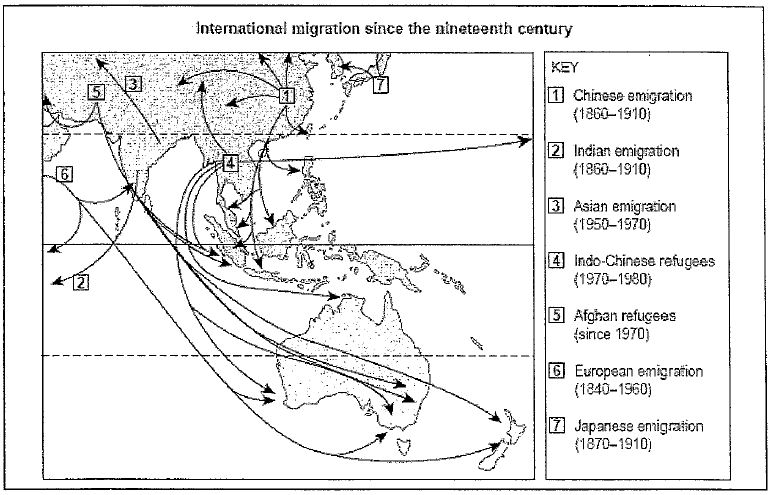 International migration since the nineteenth century
KEY
1 Chinese emigration
(1860–1910)
2 Indian emigration
(1860–1910)
3 Asian emigration
(1950–1970)
4 Indo-Chinese refugees
(1970–1980)
5 Afghan refugees
(since 1970)
6 European emigration
(1840–1960)
7 Japanese emigration
(1870–1910)
3
5
7
1
4
6
2